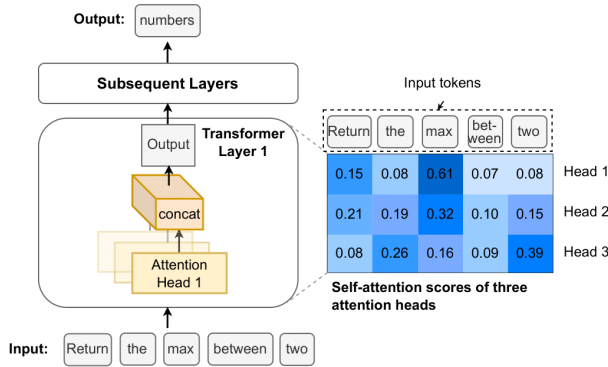 Output: numbers
Subsequent Layers
Transformer
Layer 1
Output
concat
Attention
Head 1
Input: Return the max between two
Input tokens
Return the max bet-
ween two
0.15 0.08 0.61 0.07 0.08 Head 1
0.21 0.19 0.32 0.10 0.15 Head 2
0.08 0.26 0.16 0.09 0.39 Head 3
Self-attention scores of three
attention heads